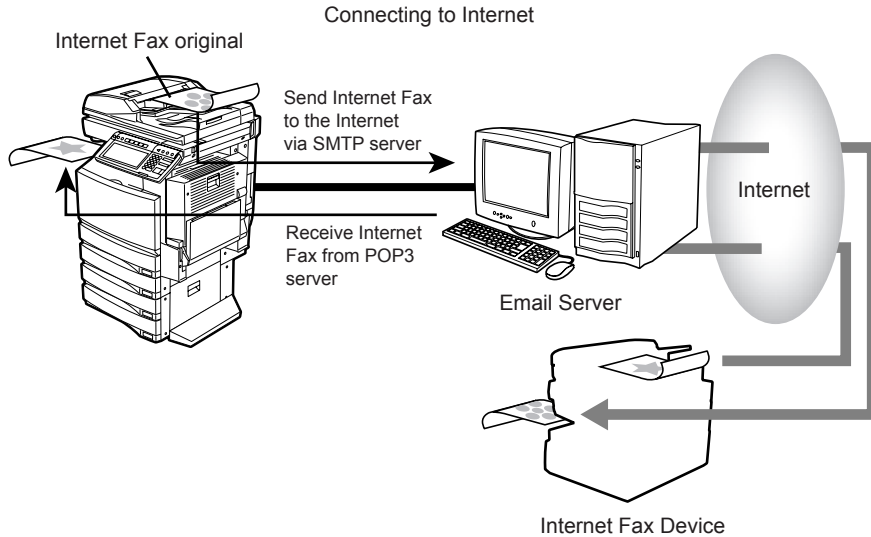 Connecting to Internet
Internet Fax original
Send Internet Fax
to the Internet
via SMTP server
Internet
Receive Internet
Fax from POP3
server
Email Server
Internet Fax Device